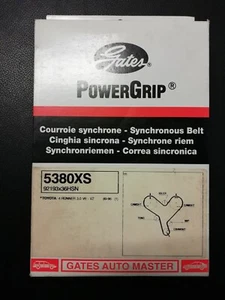 Gates
POWERGRIP®
Courroie synchrone - Synchronous Belt
Cinghia sincrona - Synchrone riem
Synchronriemen - Correa sincronica
5380XS
GATES AUTO MASTER